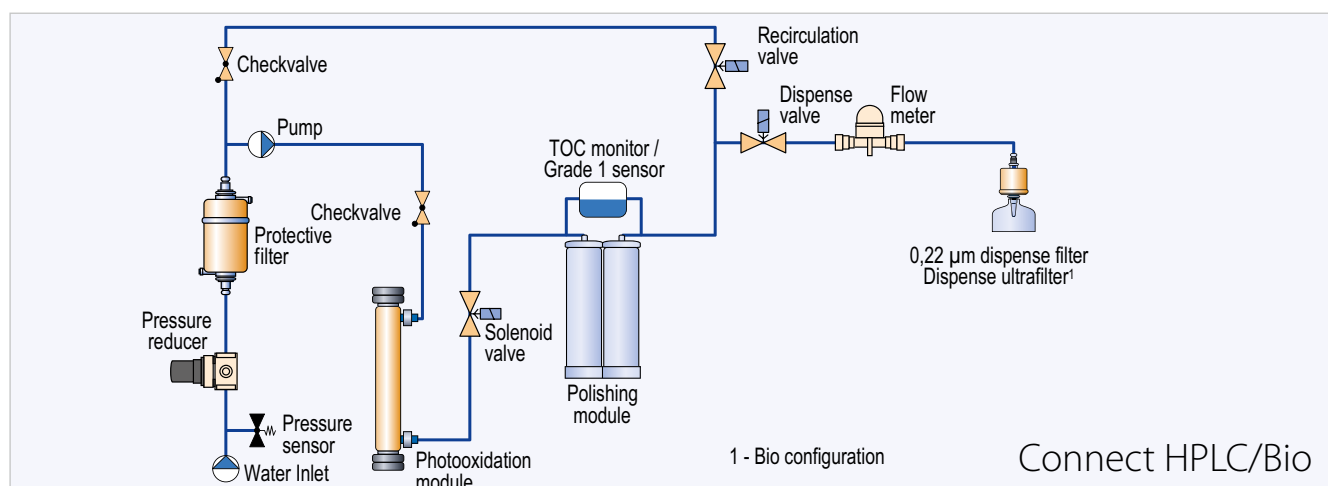 Checkvalve
Recirculation
valve
Dispense
valve
Flow
meter
Pump
TOC monitor /
Grade 1 sensor
Checkvalve
Protective
filter
0,22 µm dispense filter
Dispense ultrafilter¹
Pressure
reducer
Solenoid
valve
Polishing
module
Pressure
sensor
Water Inlet
Photooxidation
module
1 - Bio configuration
Connect HPLC/Bio